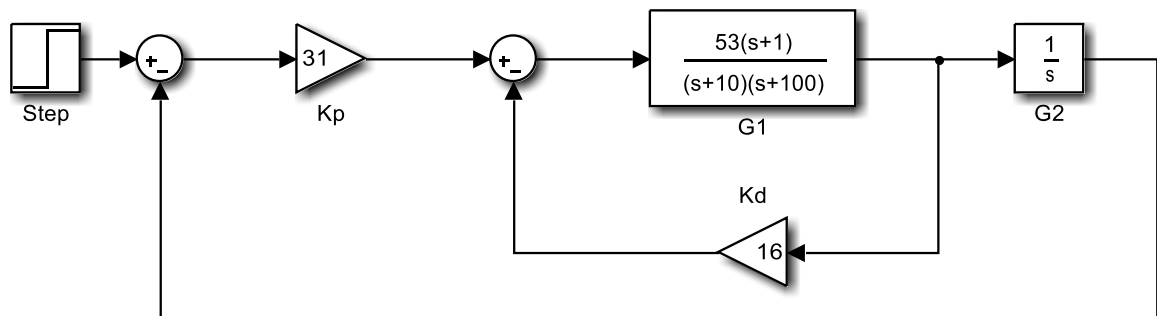 +
-
31
+
-
53(s+1)
(s+10)(s+100)
1
s
Step
Kp
G1
G2
Kd
16